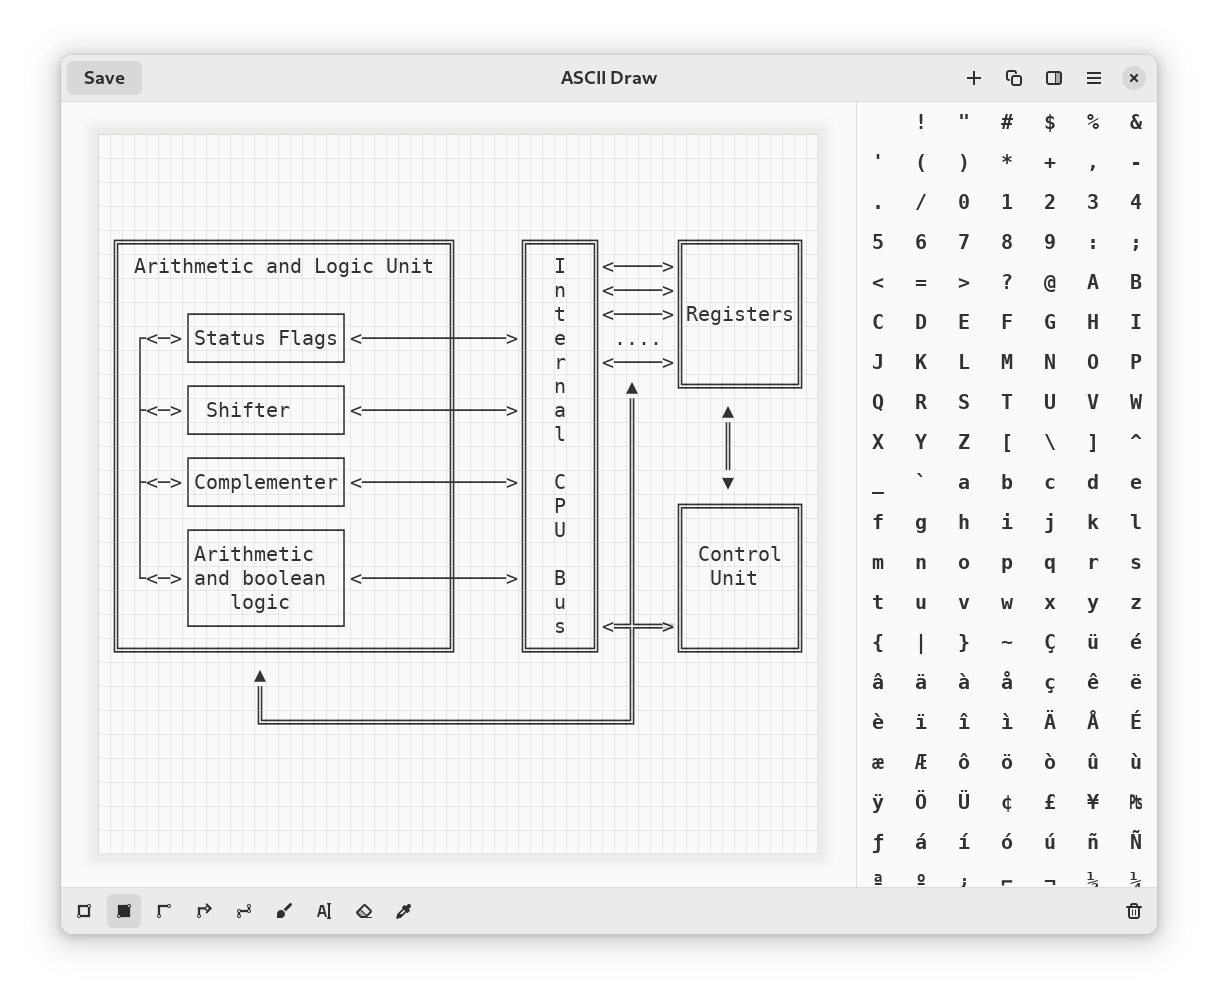 Save
ASCII Draw
Arithmetic and Logic Unit
<──> Status Flags <────────────>
<──> Shifter <────────────>
<──> Complementer <────────────>
Arithmetic
<──> and boolean <────────────>
logic
I
n
t
e
r
n
a
l
C
P
U
B
u
s
<────>
<────>
<────>
....
<────>
▲
Registers
▲
▼
Control
Unit
<═══>
▲
! " # $ % &
' ( ) * + , -
. / 0 1 2 3 4
5 6 7 8 9 : ;
< = > ? @ A B
C D E F G H I
J K L M N O P
Q R S T U V W
X Y Z [ \ ] ^
_ ` a b c d e
f g h i j k l
m n o p q r s
t u v w x y z
{ | } ~ Ç ü é
â ä à å ç ê ë
è ï î ì Ä Å É
æ Æ ô ö ò û ù
ÿ Ö Ü ¢ £ ¥ ₧
ƒ á í ó ú ñ Ñ
ª º ¿ ⌐ ¬ ½ ¼
A